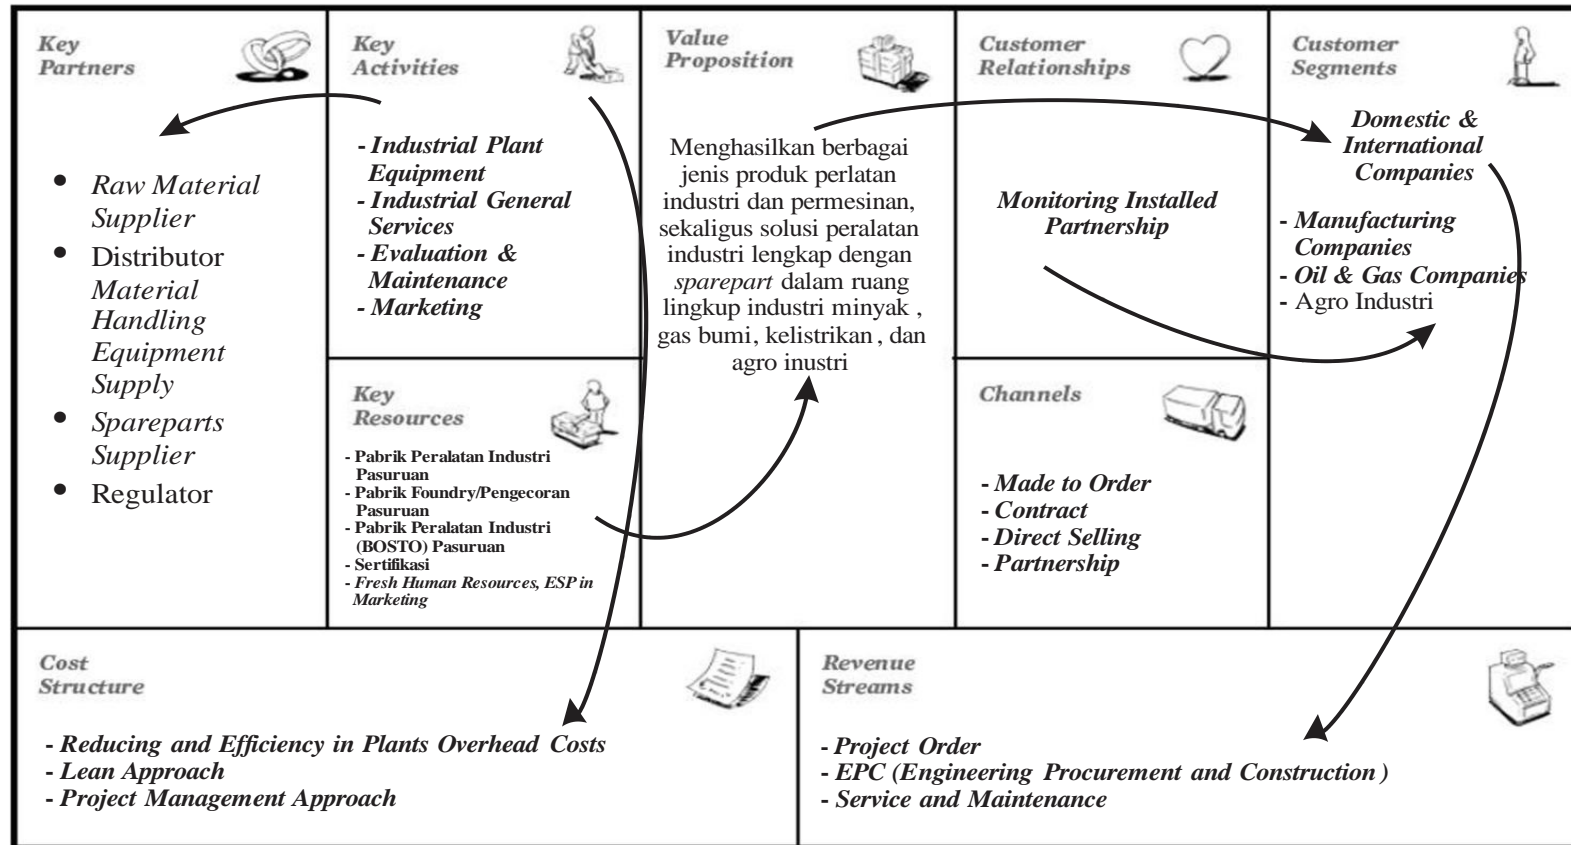 Key
Partners
• Raw Material
Supplier
• Distributor
Material
Handling
Equipment
Supply
• Spareparts
Supplier
• Regulator
Key
Activities
- Industrial Plant
Equipment
- Industrial General
Services
- Evaluation &
Maintenance
- Marketing
Key
Resources
- Pabrik Peralatan Industri
Pasuruan
- Pabrik Foundry/Pengecoran
Pasuruan
- Pabrik Peralatan Industri
(BOSTO) Pasuruan
- Sertifikasi
- Fresh Human Resources, ESP in
Marketing
Value
Proposition
Menghasilkan berbagai
jenis produk perlatan
industri dan permesinan,
sekaligus solusi peralatan
industri lengkap dengan
sparepart dalam ruang
lingkup industri minyak ,
gas bumi, kelistrikan , dan
agro inustri
Customer
Relationships
Monitoring Installed
Partnership
Channels
- Made to Order
- Contract
- Direct Selling
- Partnership
Customer
Segments
Domestic &
International
Companies
- Manufacturing
Companies
- Oil & Gas Companies
- Agro Industri
Cost
Structure
- Reducing and Efficiency in Plants Overhead Costs
- Lean Approach
- Project Management Approach
Revenue
Streams
- Project Order
- EPC (Engineering Procurement and Construction )
- Service and Maintenance